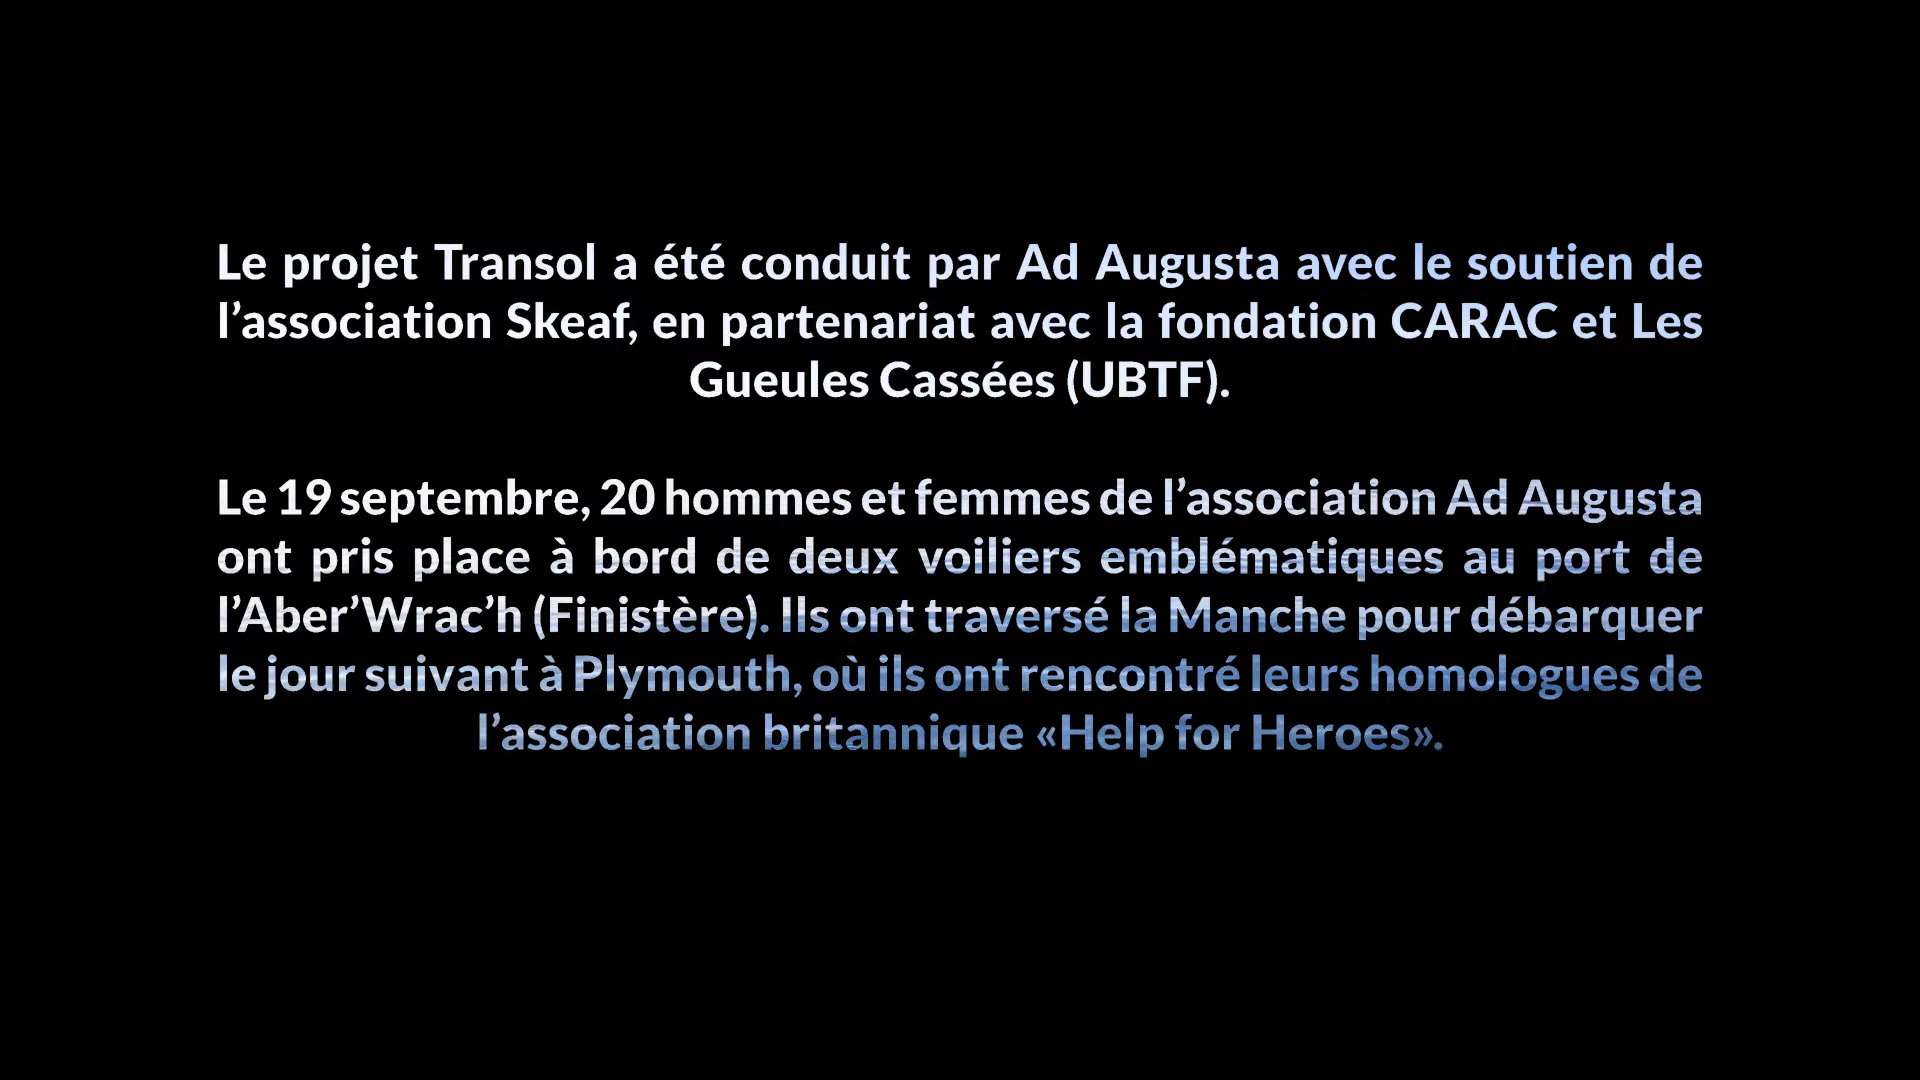 Le projet Transol a été conduit par Ad Augusta avec le soutien de
l’association Skeaf, en partenariat avec la fondation CARAC et Les
Gueules Cassées (UBTF).
Le 19 septembre, 20 hommes et femmes de l’association Ad Augusta
ont pris place à bord de deux voiliers emblématiques au port de
l’Aber’Wrac’h (Finistère). Ils ont traversé la Manche pour débarquer
le jour suivant à Plymouth, où ils ont rencontré leurs homologues de
l’association britannique «Help for Heroes».